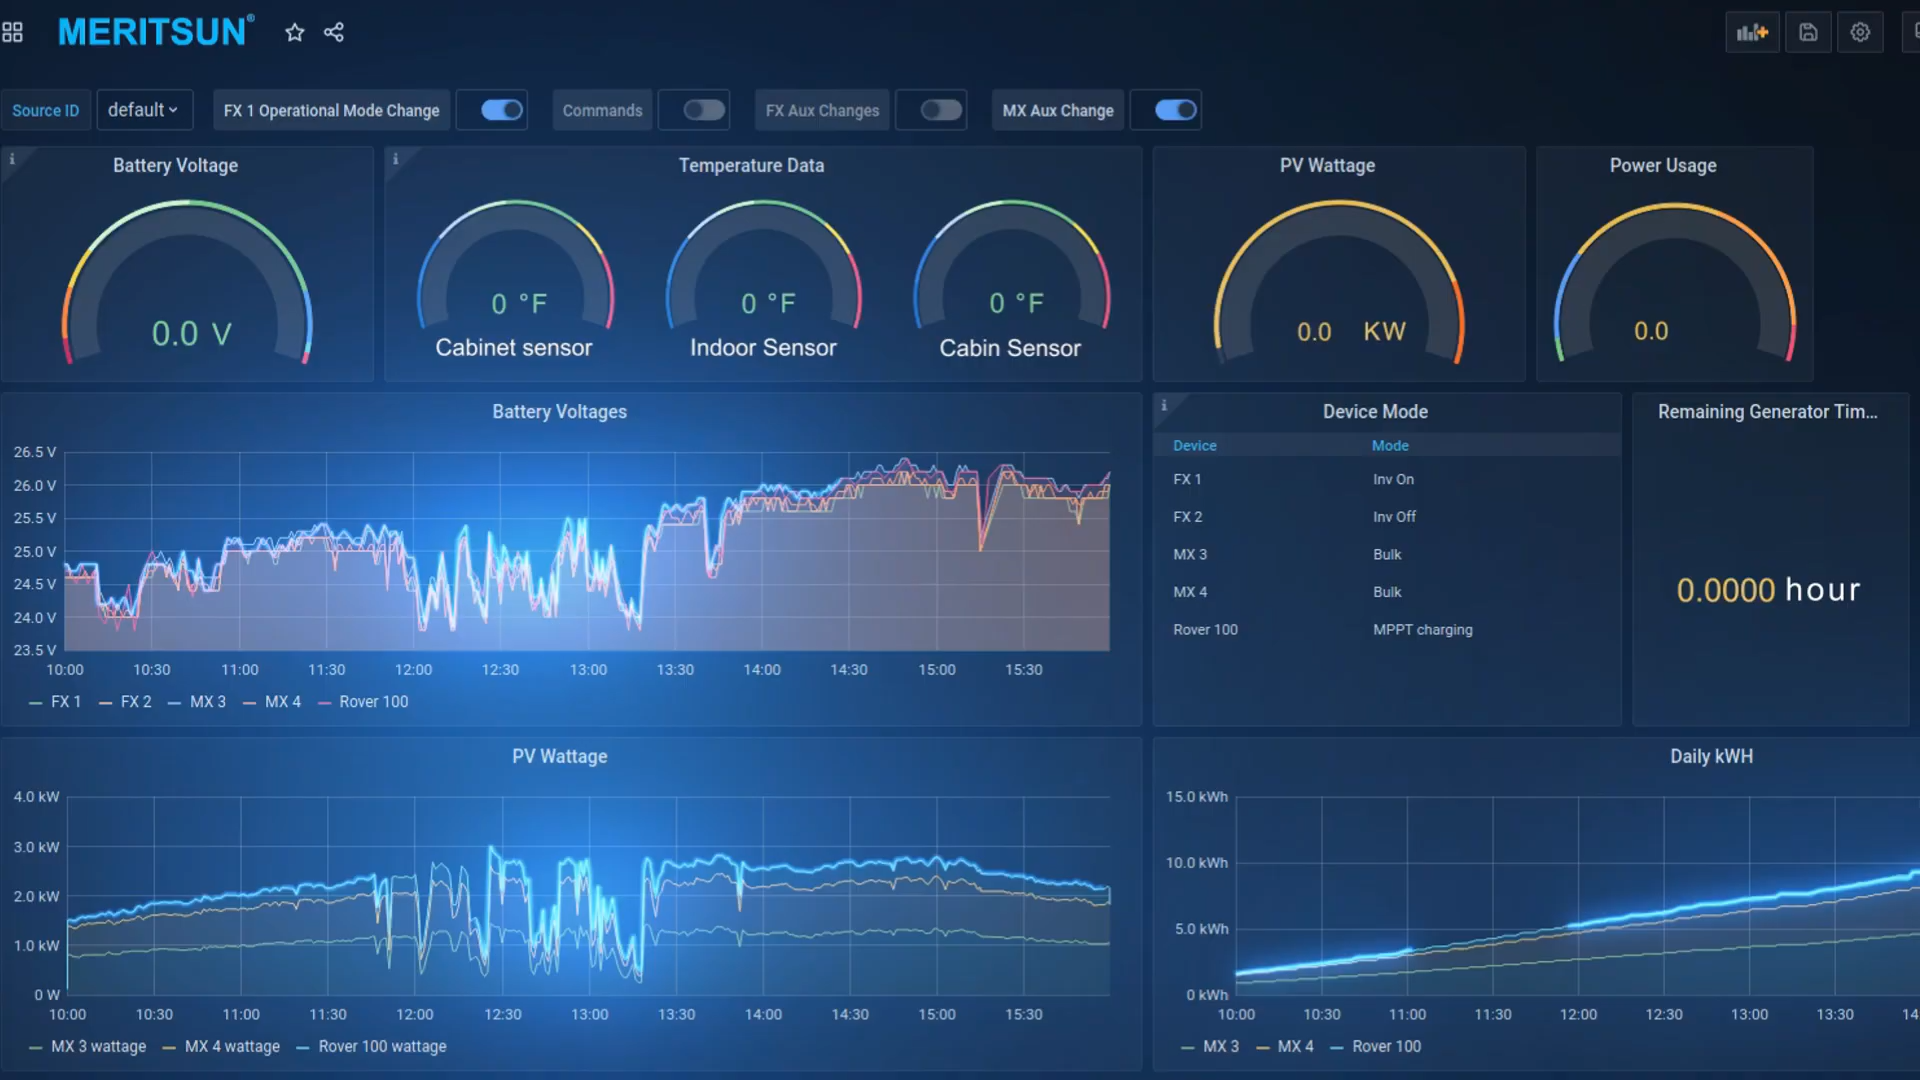 MERITSUN®
Source ID
default
FX 1 Operational Mode Change
Commands
FX Aux Changes
MX Aux Change
Battery Voltage
0.0 V
Temperature Data
0 °F
Cabinet sensor
0 °F
Indoor Sensor
0 °F
Cabin Sensor
PV Wattage
0.0 KW
Power Usage
0.0
Battery Voltages
26.5 V
26.0 V
25.5 V
25.0 V
24.5 V
24.0 V
23.5 V
10:00 10:30 11:00 11:30 12:00 12:30 13:00 13:30 14:00 14:30 15:00 15:30
FX 1 FX 2 MX 3 MX 4 Rover 100
Device Mode
Device Mode
FX 1 Inv On
FX 2 Inv Off
MX 3 Bulk
MX 4 Bulk
Rover 100 MPPT charging
Remaining Generator Tim...
0.0000 hour
PV Wattage
4.0 kW
3.0 kW
2.0 kW
1.0 kW
0 W
10:00 10:30 11:00 11:30 12:00 12:30 13:00 13:30 14:00 14:30 15:00 15:30
MX 3 wattage MX 4 wattage Rover 100 wattage
Daily kWH
15.0 kWh
10.0 kWh
5.0 kWh
0 kWh
10:00 10:30 11:00 11:30 12:00 12:30 13:00 13:30 14
MX 3 MX 4 Rover 100